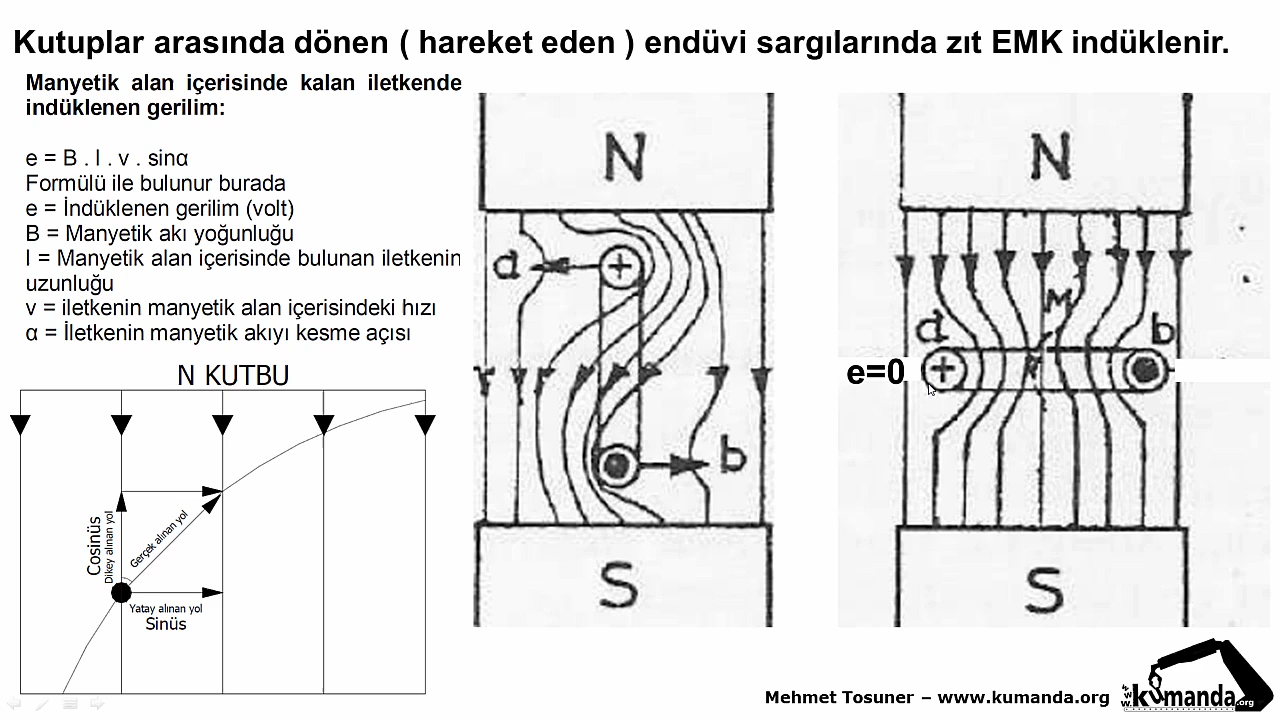 Kutuplar arasında dönen ( hareket eden ) endüvi sargılarında zıt EMK indüklenir.
Manyetik alan içerisinde kalan iletkende
indüklenen gerilim:
e = B . l . v . sinα
Formülü ile bulunur burada
e = İndüklenen gerilim (volt)
B = Manyetik akı yoğunluğu
l = Manyetik alan içerisinde bulunan iletkenin
uzunluğu
v = iletkenin manyetik alan içerisindeki hızı
α = İletkenin manyetik akıyı kesme açısı
N KUTBU
Cosinüs
Dikey alınan yol
Gerçek alınan yol
Yatay alınan yol
Sinüs
N
d
+
b
S
N
M
d
b
e=0
+
S
Mehmet Tosuner – www.kumanda.org
www.kumanda.org